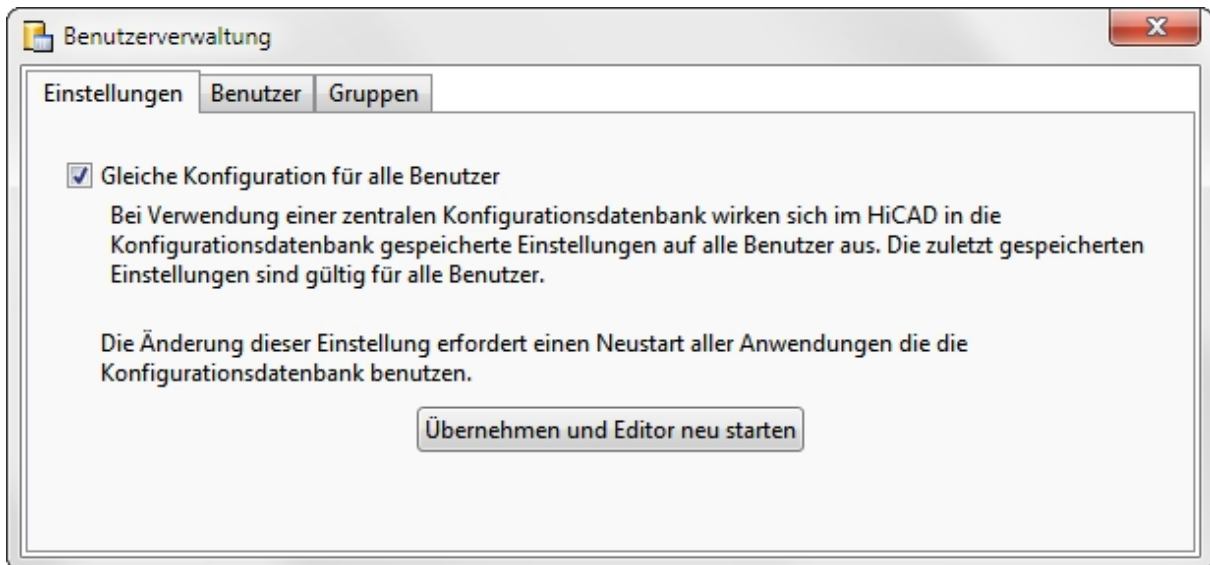 Benutzerverwaltung
Einstellungen Benutzer Gruppen
Gleiche Konfiguration für alle Benutzer
Bei Verwendung einer zentralen Konfigurationsdatenbank wirken sich im HiCAD in die
Konfigurationsdatenbank gespeicherte Einstellungen auf alle Benutzer aus. Die zuletzt gespeicherten
Einstellungen sind gültig für alle Benutzer.
Die Änderung dieser Einstellung erfordert einen Neustart aller Anwendungen die die
Konfigurationsdatenbank benutzen.
Übernehmen und Editor neu starten